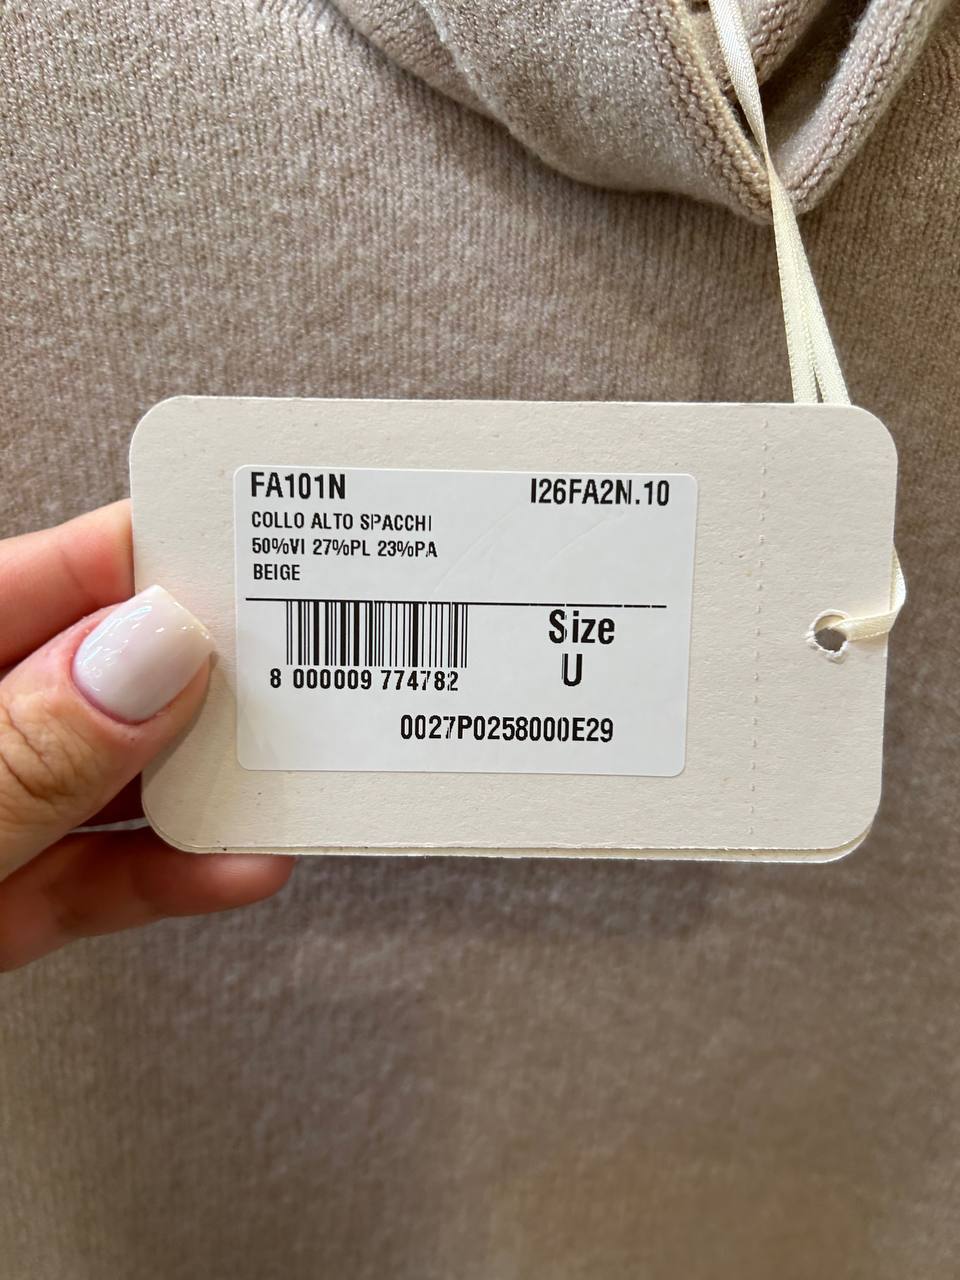 FA101N I26FA2N.10
COLLO ALTO SPACCHI
50%VI 27%PL 23%PA
BEIGE
Size
U
8 000009 774782
0027P0258000E29